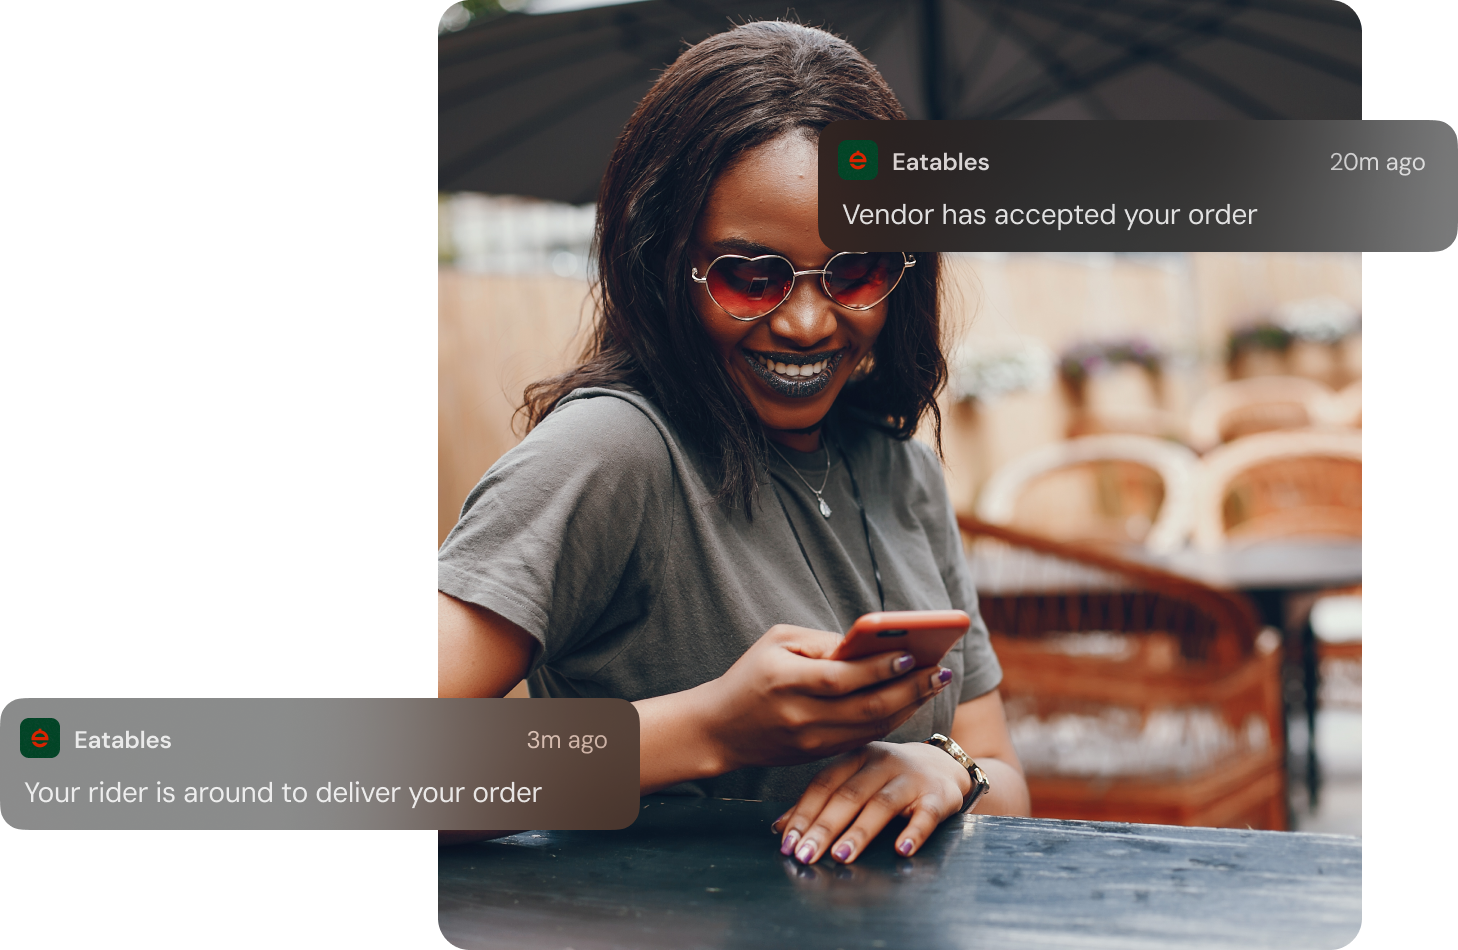 Eatables 20m ago
Vendor has accepted your order
Eatables 3m ago
Your rider is around to deliver your order